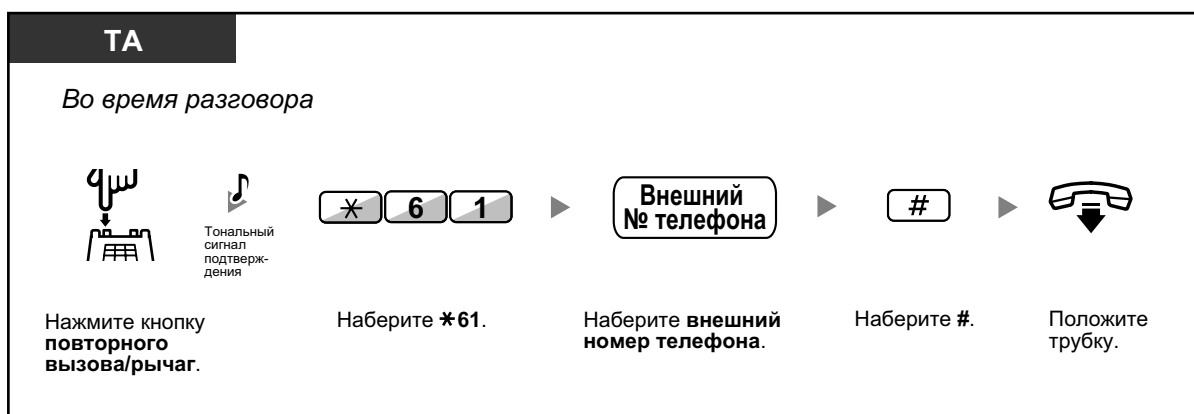 ТА
Во время разговора
Тональный
сигнал
подтверж-
дения
* 6 1
Внешний
№ телефона
#
Нажмите кнопку
повторного
вызова/рычаг.
Наберите *61.
Наберите внешний
номер телефона.
Наберите #.
Положите
трубку.